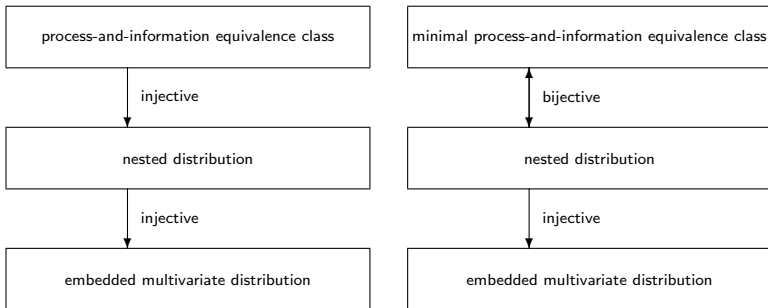 process-and-information equivalence class
injective
nested distribution
injective
embedded multivariate distribution
minimal process-and-information equivalence class
bijective
nested distribution
injective
embedded multivariate distribution